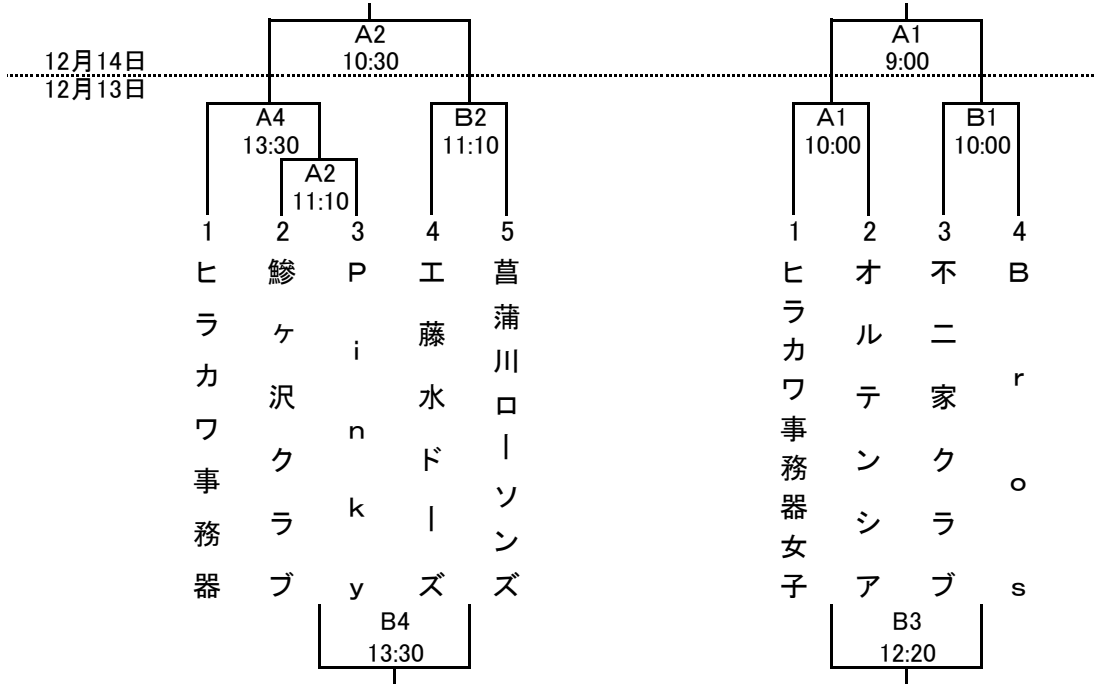 A2
10:30
A1
9:00
12月14日
12月13日
A4
13:30
B2
11:10
A1
10:00
B1
10:00
A2
11:10
1 2 3 4 5
1 2 3 4
ヒラカワ事務器
鰺ヶ沢クラブ
Pinky
工藤水ドーズ
菖蒲川ローソンズ
ヒラカワ事務器女子
オルテンシア
不二家クラブ
Bros
B4
13:30
B3
12:20